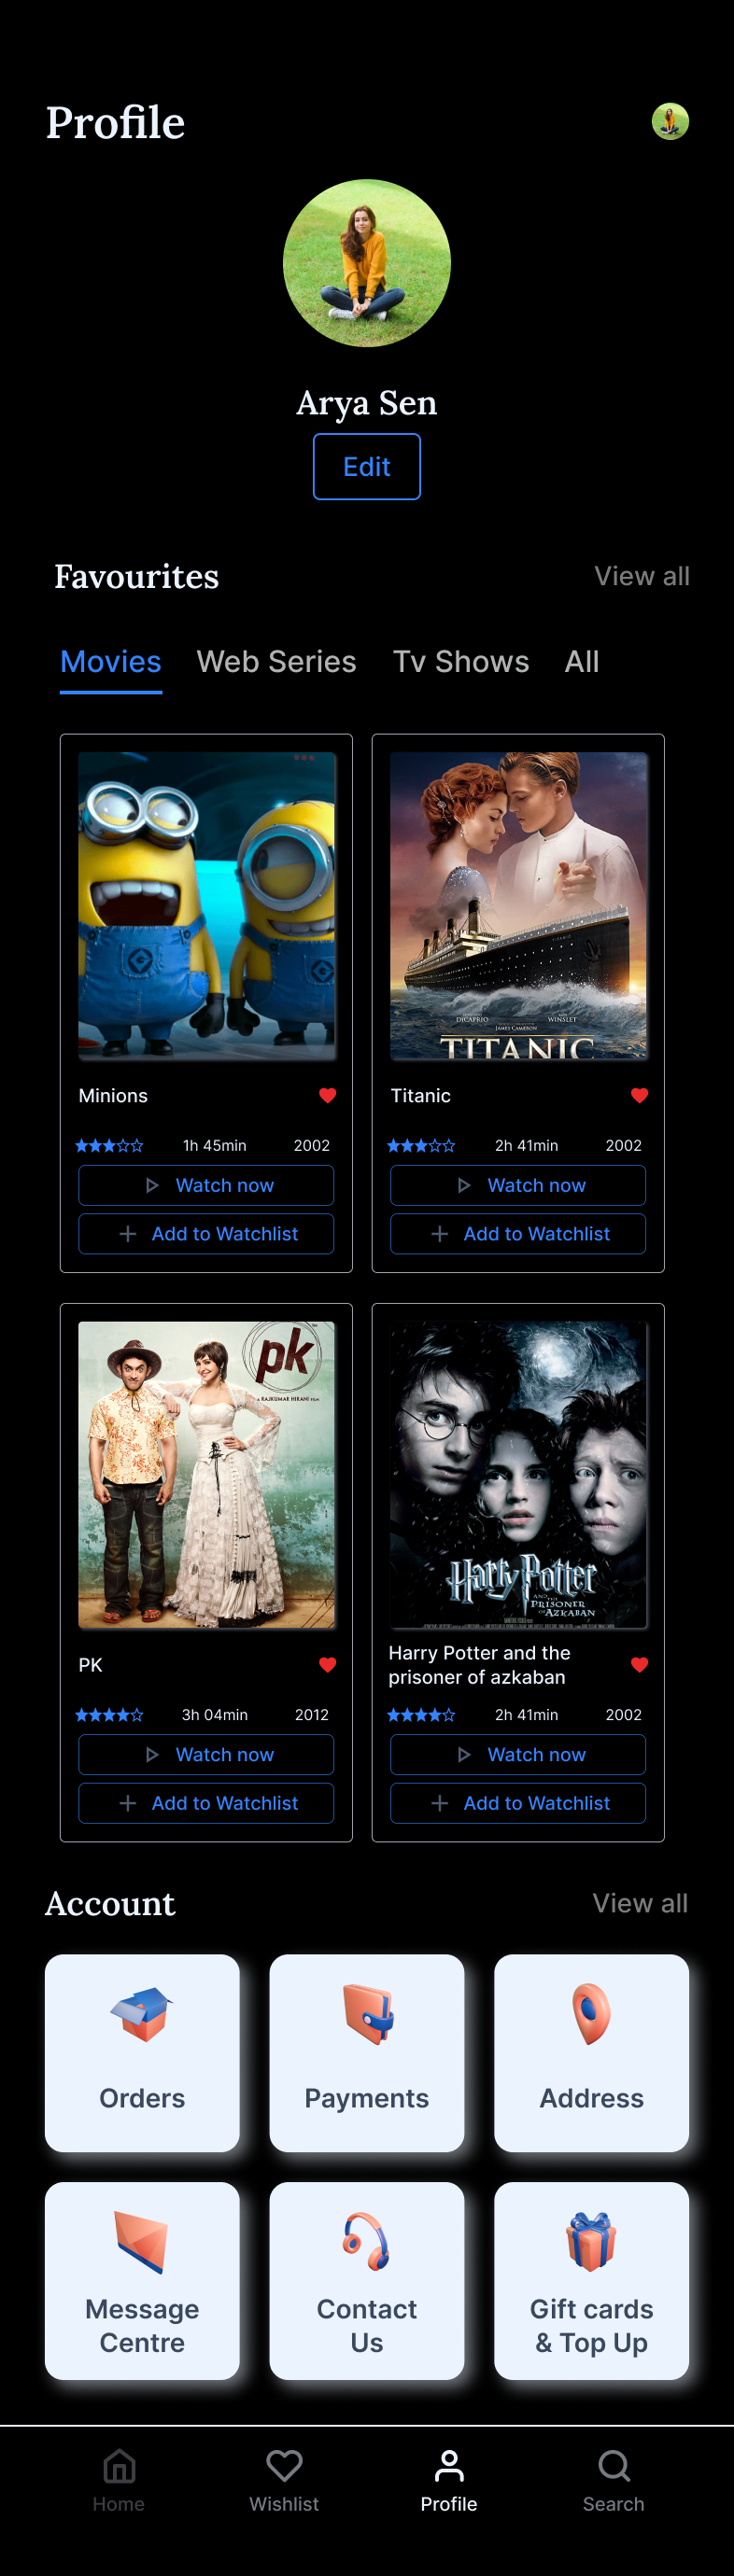 Profile
Arya Sen
Edit
Favourites View all
Movies Web Series Tv Shows All
DICAPRIO WINSLET
JAMES CAMERON
TITANIC
Minions
Titanic
1h 45min 2002
2h 41min 2002
Watch now
Watch now
Add to Watchlist
Add to Watchlist
pk
A RAJKUMAR HIRANI FILM
Harry Potter
AND THE
PRISONER
OF AZKABAN
PK
Harry Potter and the
prisoner of azkaban
3h 04min 2012
2h 41min 2002
Watch now
Watch now
Add to Watchlist
Add to Watchlist
Account View all
Orders
Payments
Address
Message
Centre
Contact
Us
Gift cards
& Top Up
Home Wishlist Profile Search